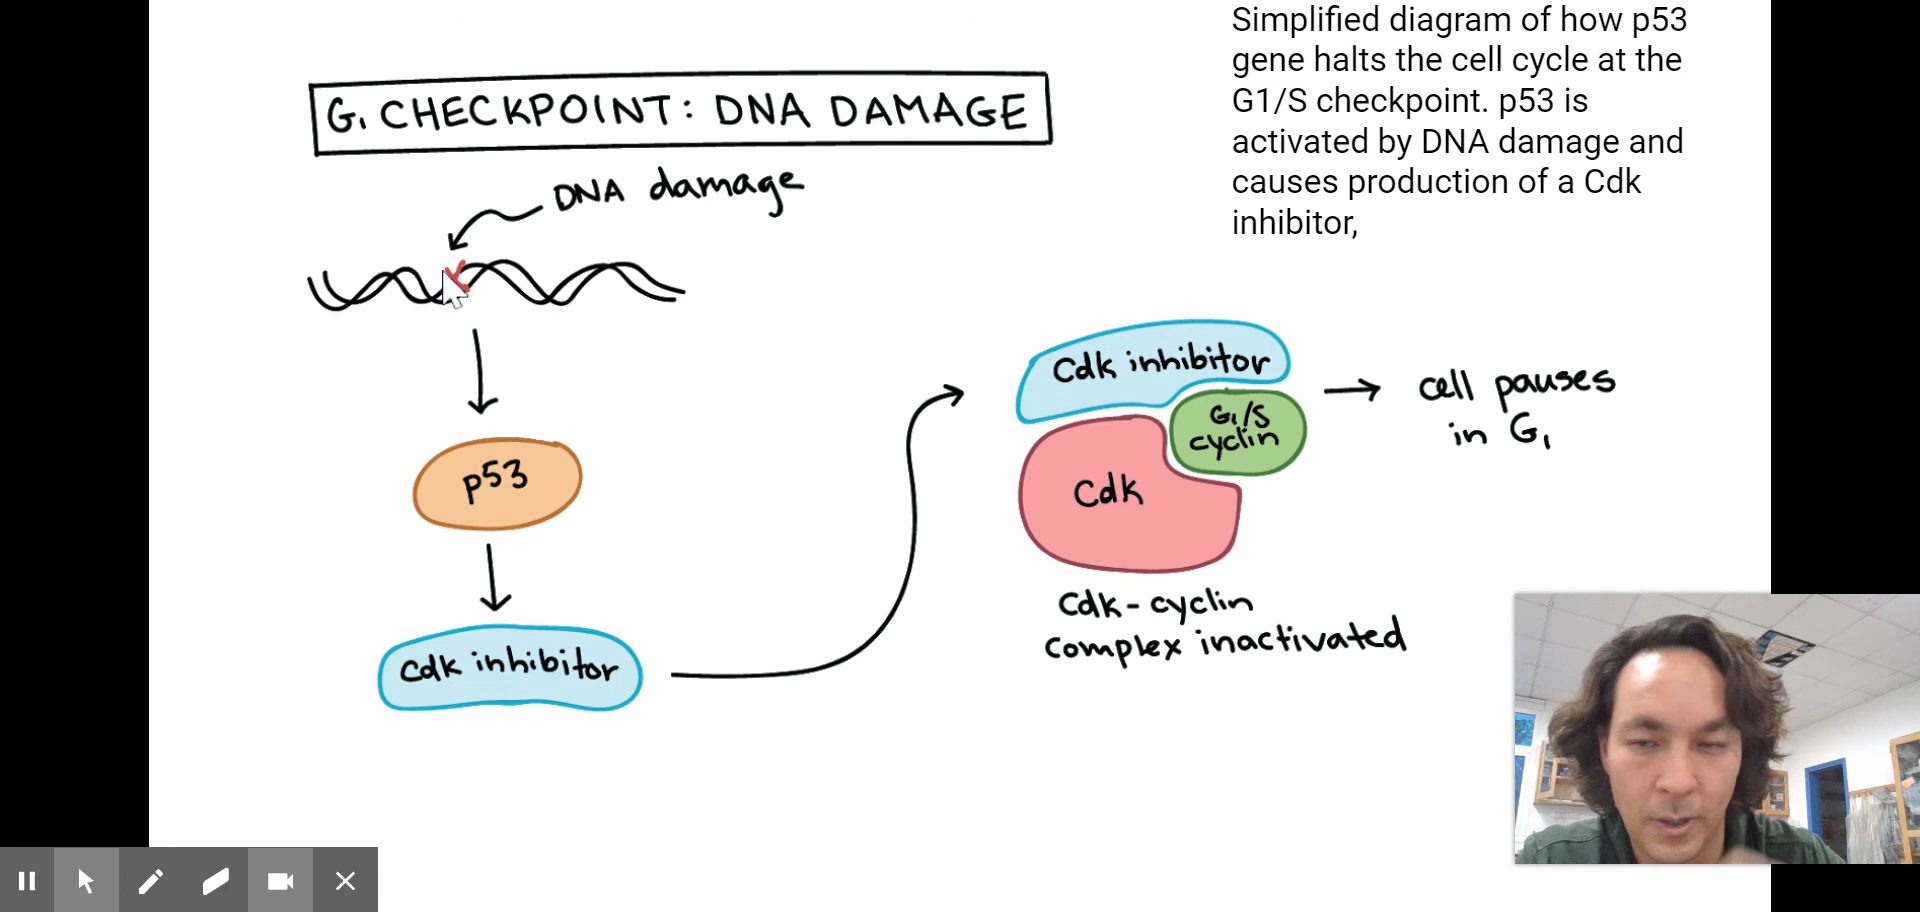 Simplified diagram of how p53
gene halts the cell cycle at the
G1/S checkpoint. p53 is
activated by DNA damage and
causes production of a Cdk
inhibitor,
G₁ CHECKPOINT: DNA DAMAGE
DNA damage
p53
Cdk inhibitor
Cdk inhibitor
G₁/S
cyclin
Cdk
Cdk-cyclin
complex inactivated
cell pauses
in G₁